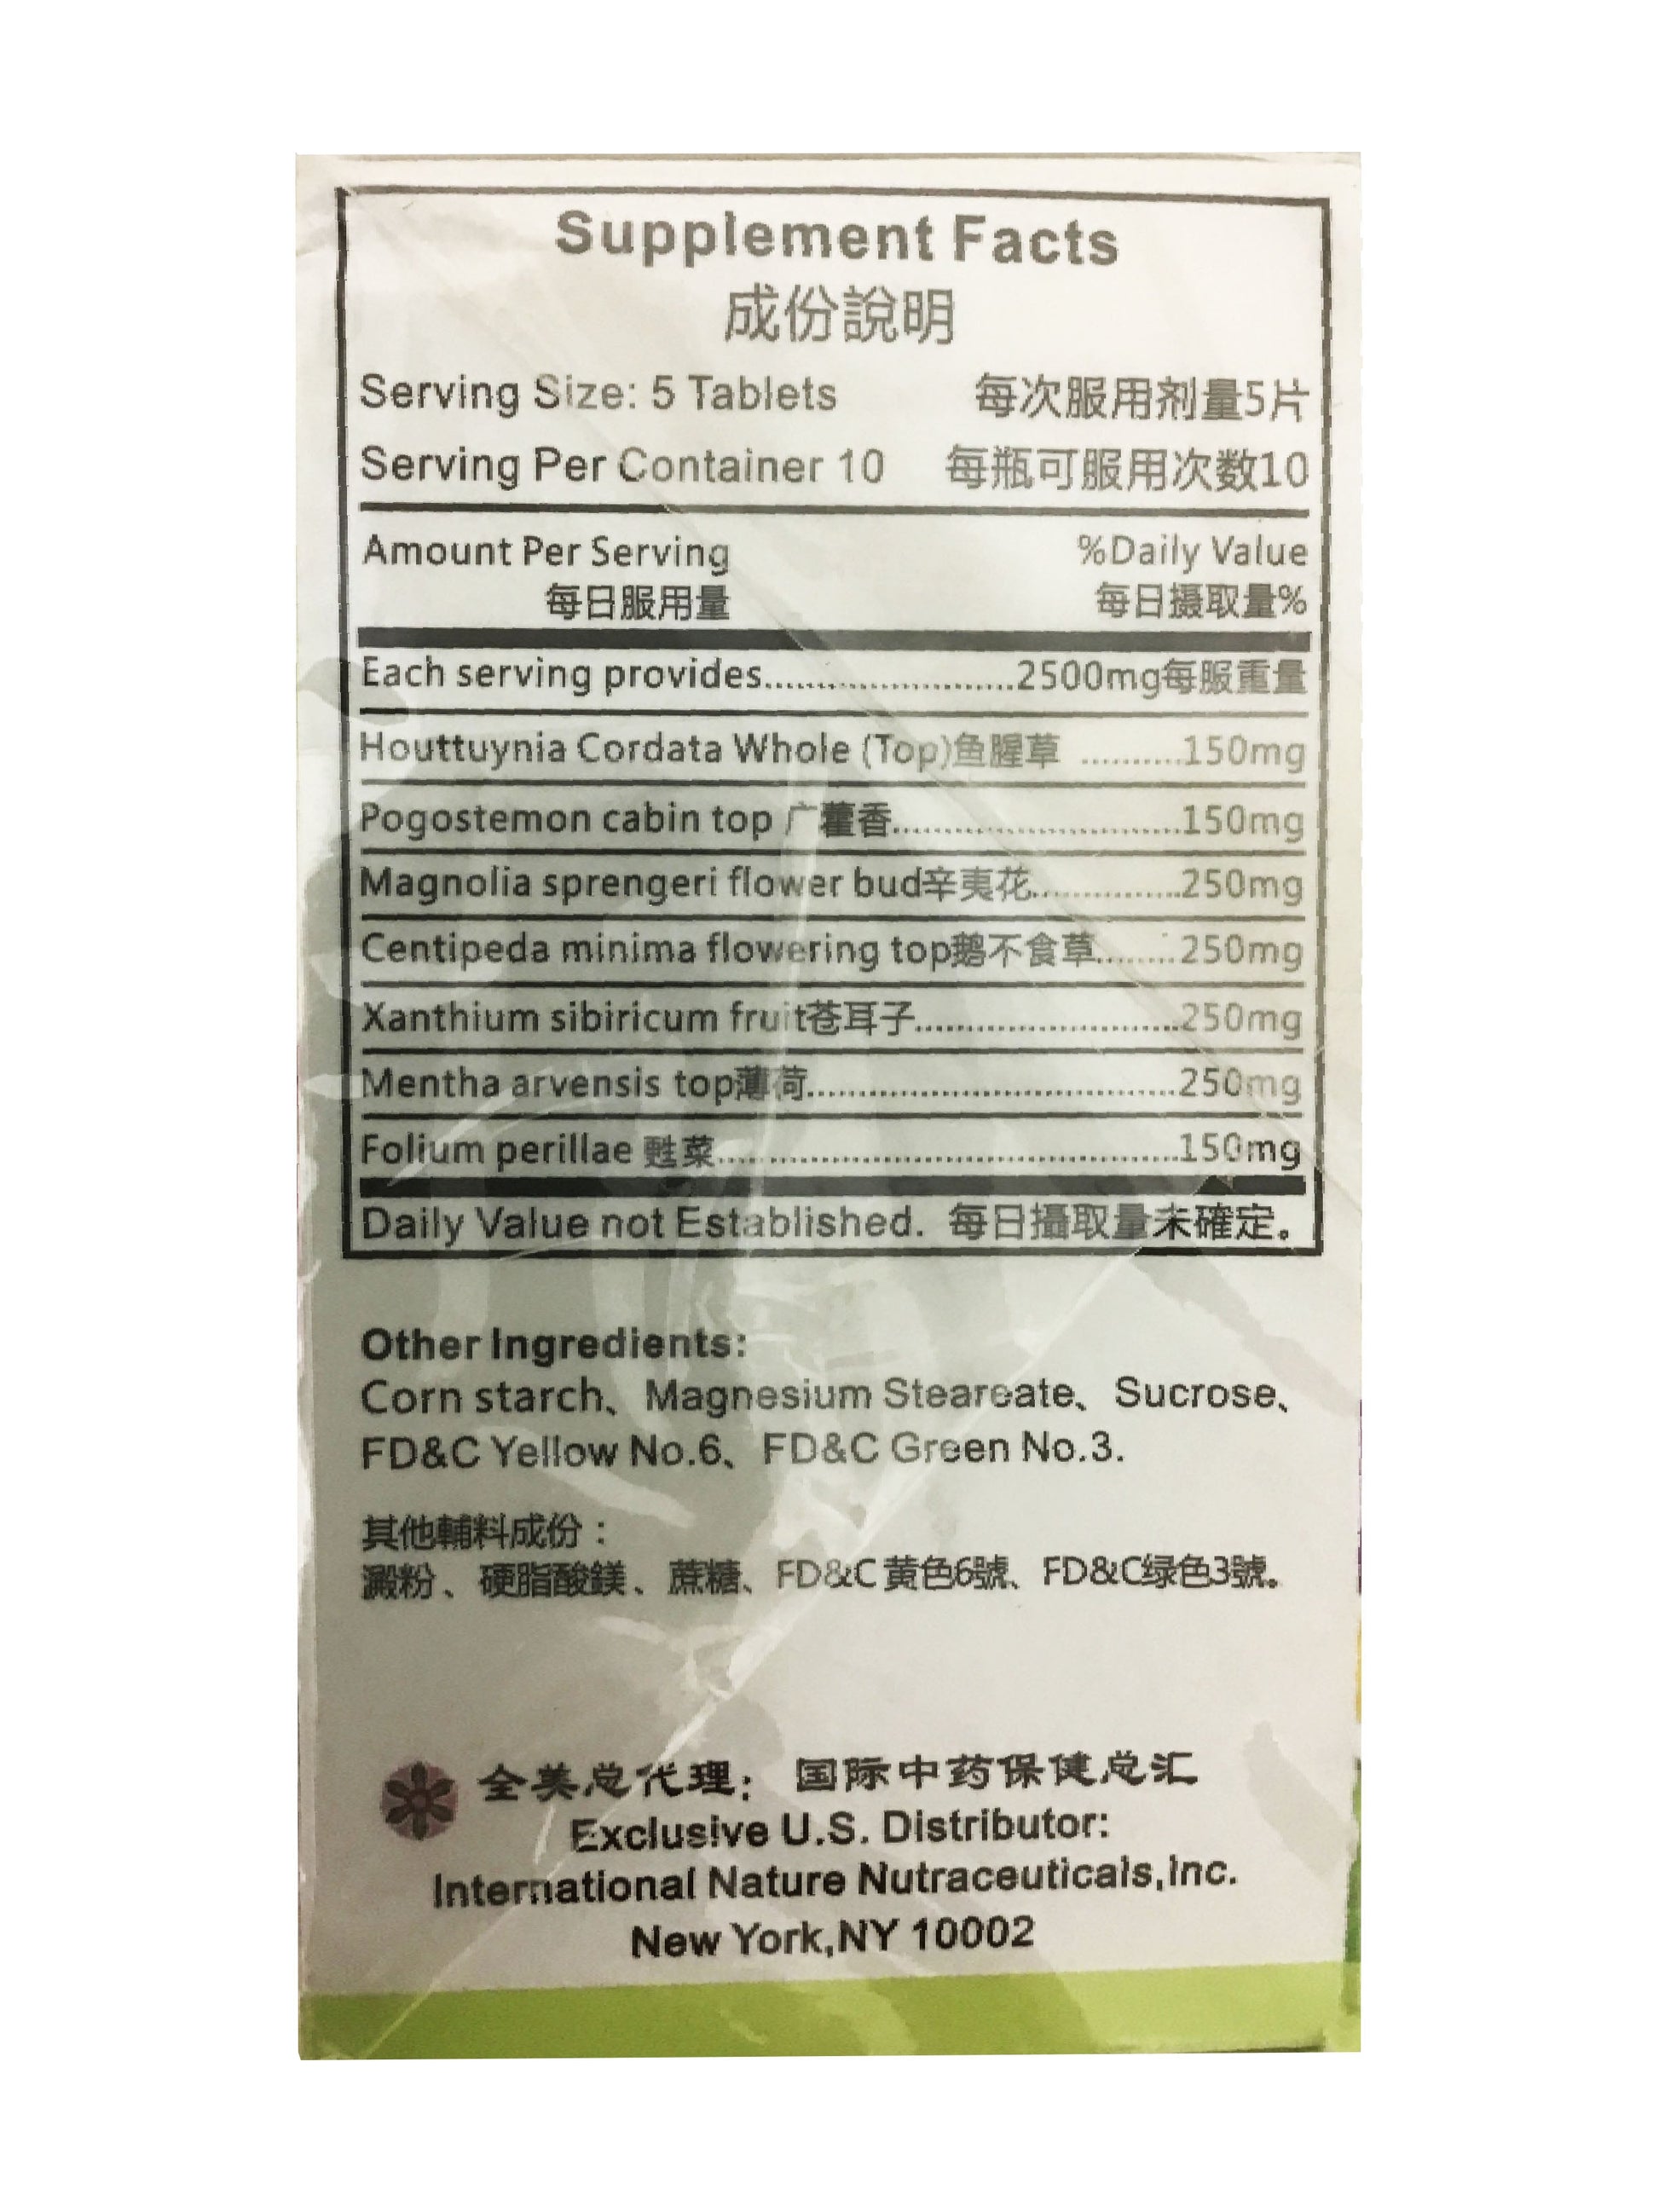 Supplement Facts
成份說明
Serving Size: 5 Tablets 每次服用剂量5片
Serving Per Container 10 每瓶可服用次数10
Amount Per Serving %Daily Value
每日服用量 每日摄取量%
Each serving provides..........................2500mg每服重量
Houttuynia Cordata Whole (Top)鱼腥草 ..........150mg
Pogostemon cabin top 广藿香............................150mg
Magnolia sprengeri flower bud辛夷花...............250mg
Centipeda minima flowering top鹅不食草........250mg
Xanthium sibiricum fruit苍耳子..........................250mg
Mentha arvensis top薄荷....................................250mg
Folium perillae 甦菜.............................................150mg
Daily Value not Established. 每日攝取量未確定。
Other Ingredients:
Corn starch、Magnesium Steareate、Sucrose、
FD&C Yellow No.6、FD&C Green No.3.
其他輔料成份：
澱粉、硬脂酸鎂、蔗糖、FD&C黄色6號、FD&C绿色3號。
全美总代理： 国际中药保健总汇
Exclusive U.S. Distributor:
International Nature Nutraceuticals,Inc.
New York,NY 10002